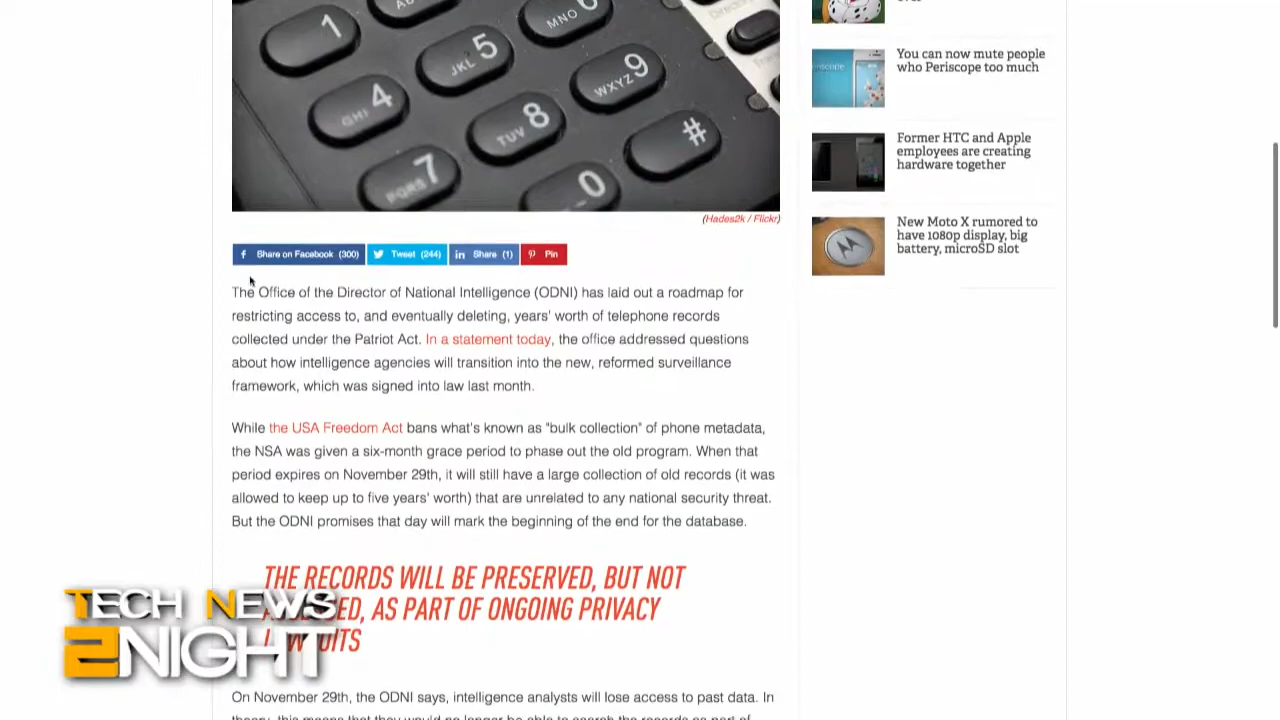 1
MNO 6
JKL 5
WXYZ 9
GHI 4
TUV 8
#
PQRS 7
0
(Hades2k / Flickr)
Share on Facebook (300) Tweet (244) Share (1) Pin
The Office of the Director of National Intelligence (ODNI) has laid out a roadmap for
restricting access to, and eventually deleting, years' worth of telephone records
collected under the Patriot Act. In a statement today, the office addressed questions
about how intelligence agencies will transition into the new, reformed surveillance
framework, which was signed into law last month.
While the USA Freedom Act bans what's known as "bulk collection" of phone metadata,
the NSA was given a six-month grace period to phase out the old program. When that
period expires on November 29th, it will still have a large collection of old records (it was
allowed to keep up to five years' worth) that are unrelated to any national security threat.
But the ODNI promises that day will mark the beginning of the end for the database.
THE RECORDS WILL BE PRESERVED, BUT NOT
AS PART OF ONGOING PRIVACY
On November 29th, the ODNI says, intelligence analysts will lose access to past data. In
You can now mute people
who Periscope too much
Former HTC and Apple
employees are creating
hardware together
New Moto X rumored to
have 1080p display, big
battery, microSD slot
TECH NEWS
2NIGHT